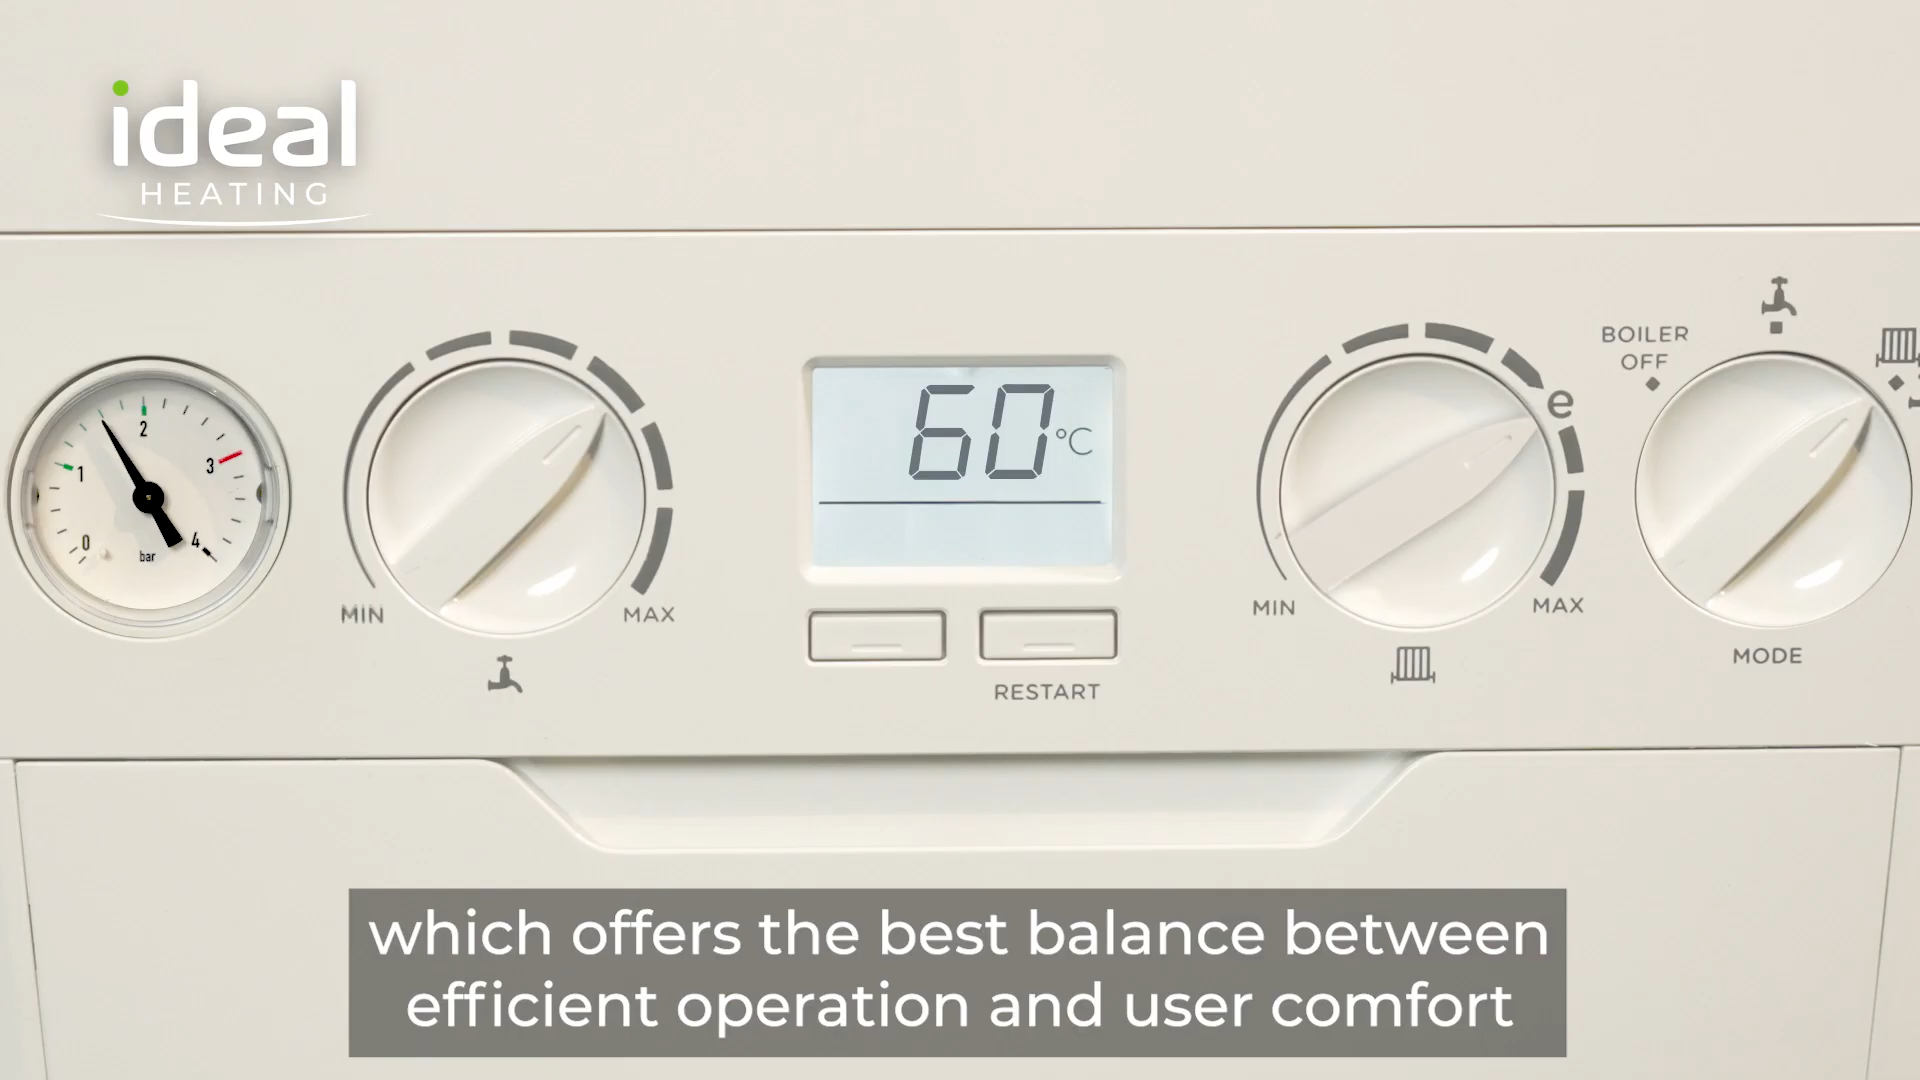 ideal
HEATING
BOILER
OFF
e
60°C
0
1
2
3
4
bar
MIN
MAX
MIN
MAX
RESTART
MODE
which offers the best balance between
efficient operation and user comfort